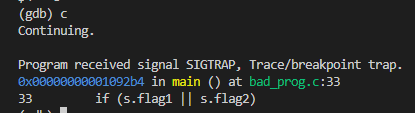 (gdb) c
Continuing.
Program received signal SIGTRAP, Trace/breakpoint trap.
0x00000000001092b4 in main () at bad_prog.c:33
33 if (s.flag1 || s.flag2)